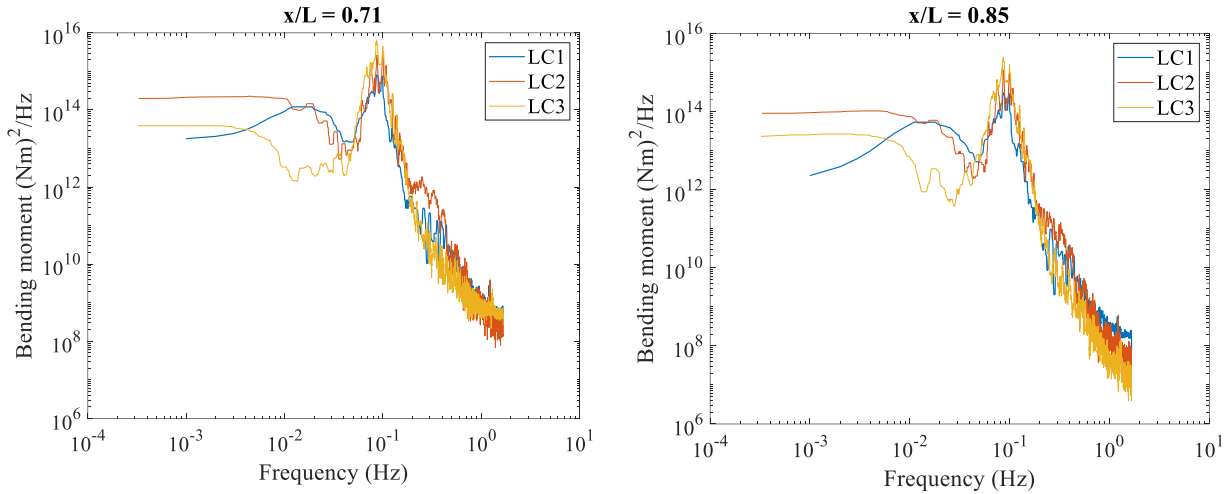 x/L = 0.71
10^16
10^14
10^12
10^10
10^8
10^6
Bending moment (Nm)^2/Hz
LC1
LC2
LC3
10^-4
10^-3
10^-2
10^-1
10^0
10^1
Frequency (Hz)
x/L = 0.85
10^16
10^14
10^12
10^10
10^8
10^6
Bending moment (Nm)^2/Hz
LC1
LC2
LC3
10^-4
10^-3
10^-2
10^-1
10^0
10^1
Frequency (Hz)